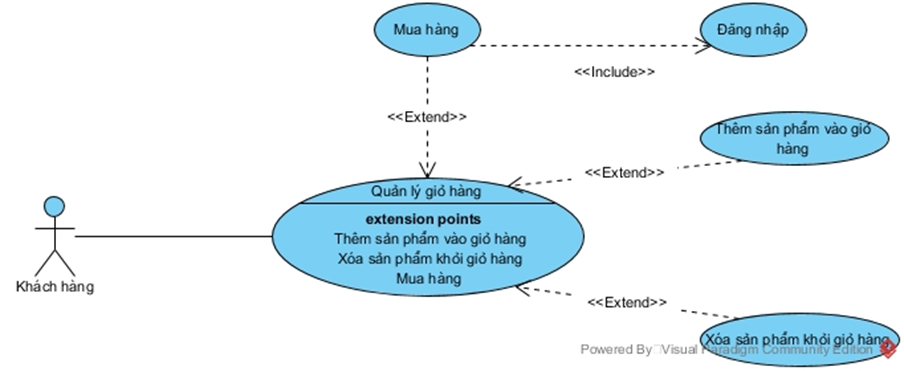 Mua hàng
Đăng nhập
<<Include>>
<<Extend>>
Thêm sản phẩm vào giỏ
hàng
<<Extend>>
Quản lý giỏ hàng
extension points
Thêm sản phẩm vào giỏ hàng
Xóa sản phẩm khỏi giỏ hàng
Mua hàng
Khách hàng
<<Extend>>
Xóa sản phẩm khỏi giỏ hàng
Powered By Visual Paradigm Community Edition